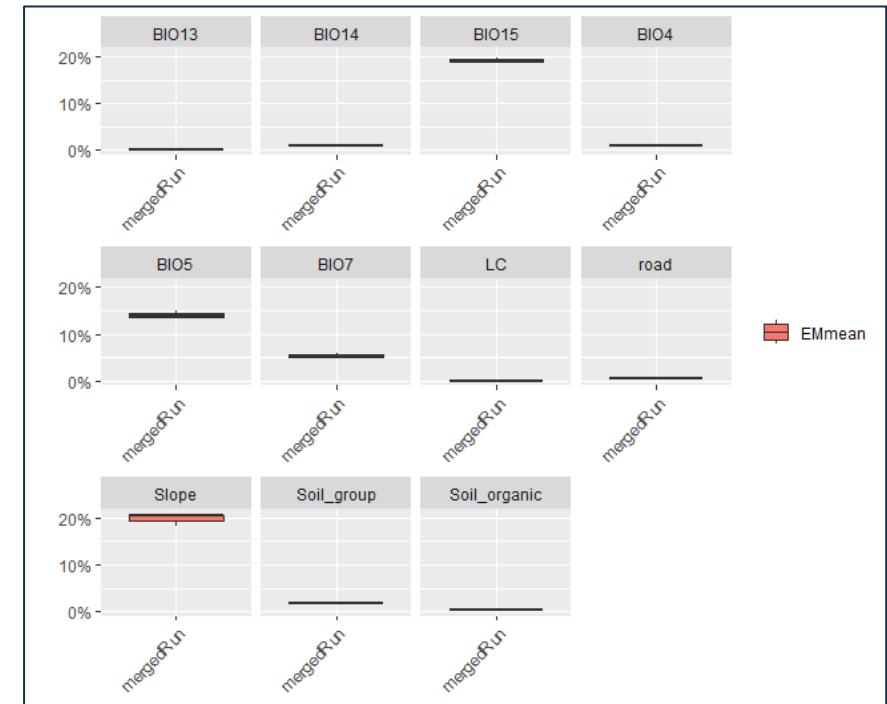 BIO13 BIO14 BIO15 BIO4
20%
10%
0%
mergedRun mergedRun mergedRun mergedRun
BIO5 BIO7 LC road
20%
10%
0%
EMmean
mergedRun mergedRun mergedRun mergedRun
Slope Soil_group Soil_organic
20%
10%
0%
mergedRun mergedRun mergedRun